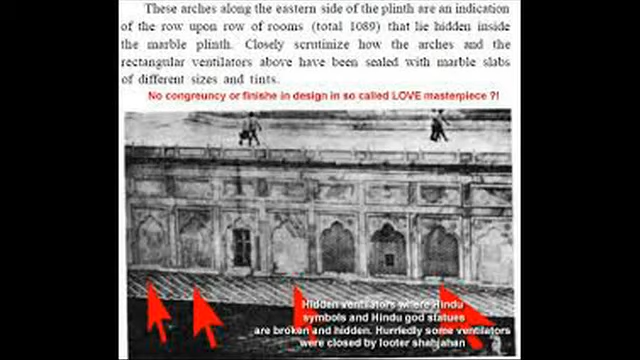 These arches along the eastern side of the plinth are an indication
of the row upon row of rooms (total 1089) that lie hidden inside
the marble plinth. Closely scrutinize how the arches and the
rectangular ventilators above have been sealed with marble slabs
of different sizes and tints.
No congreuncy or finishe in design in so called LOVE masterpiece ?!
Hidden ventilators where Hindu
symbols and Hindu god statues
are broken and hidden. Hurriedly some ventilators
were closed by looter shahjahan